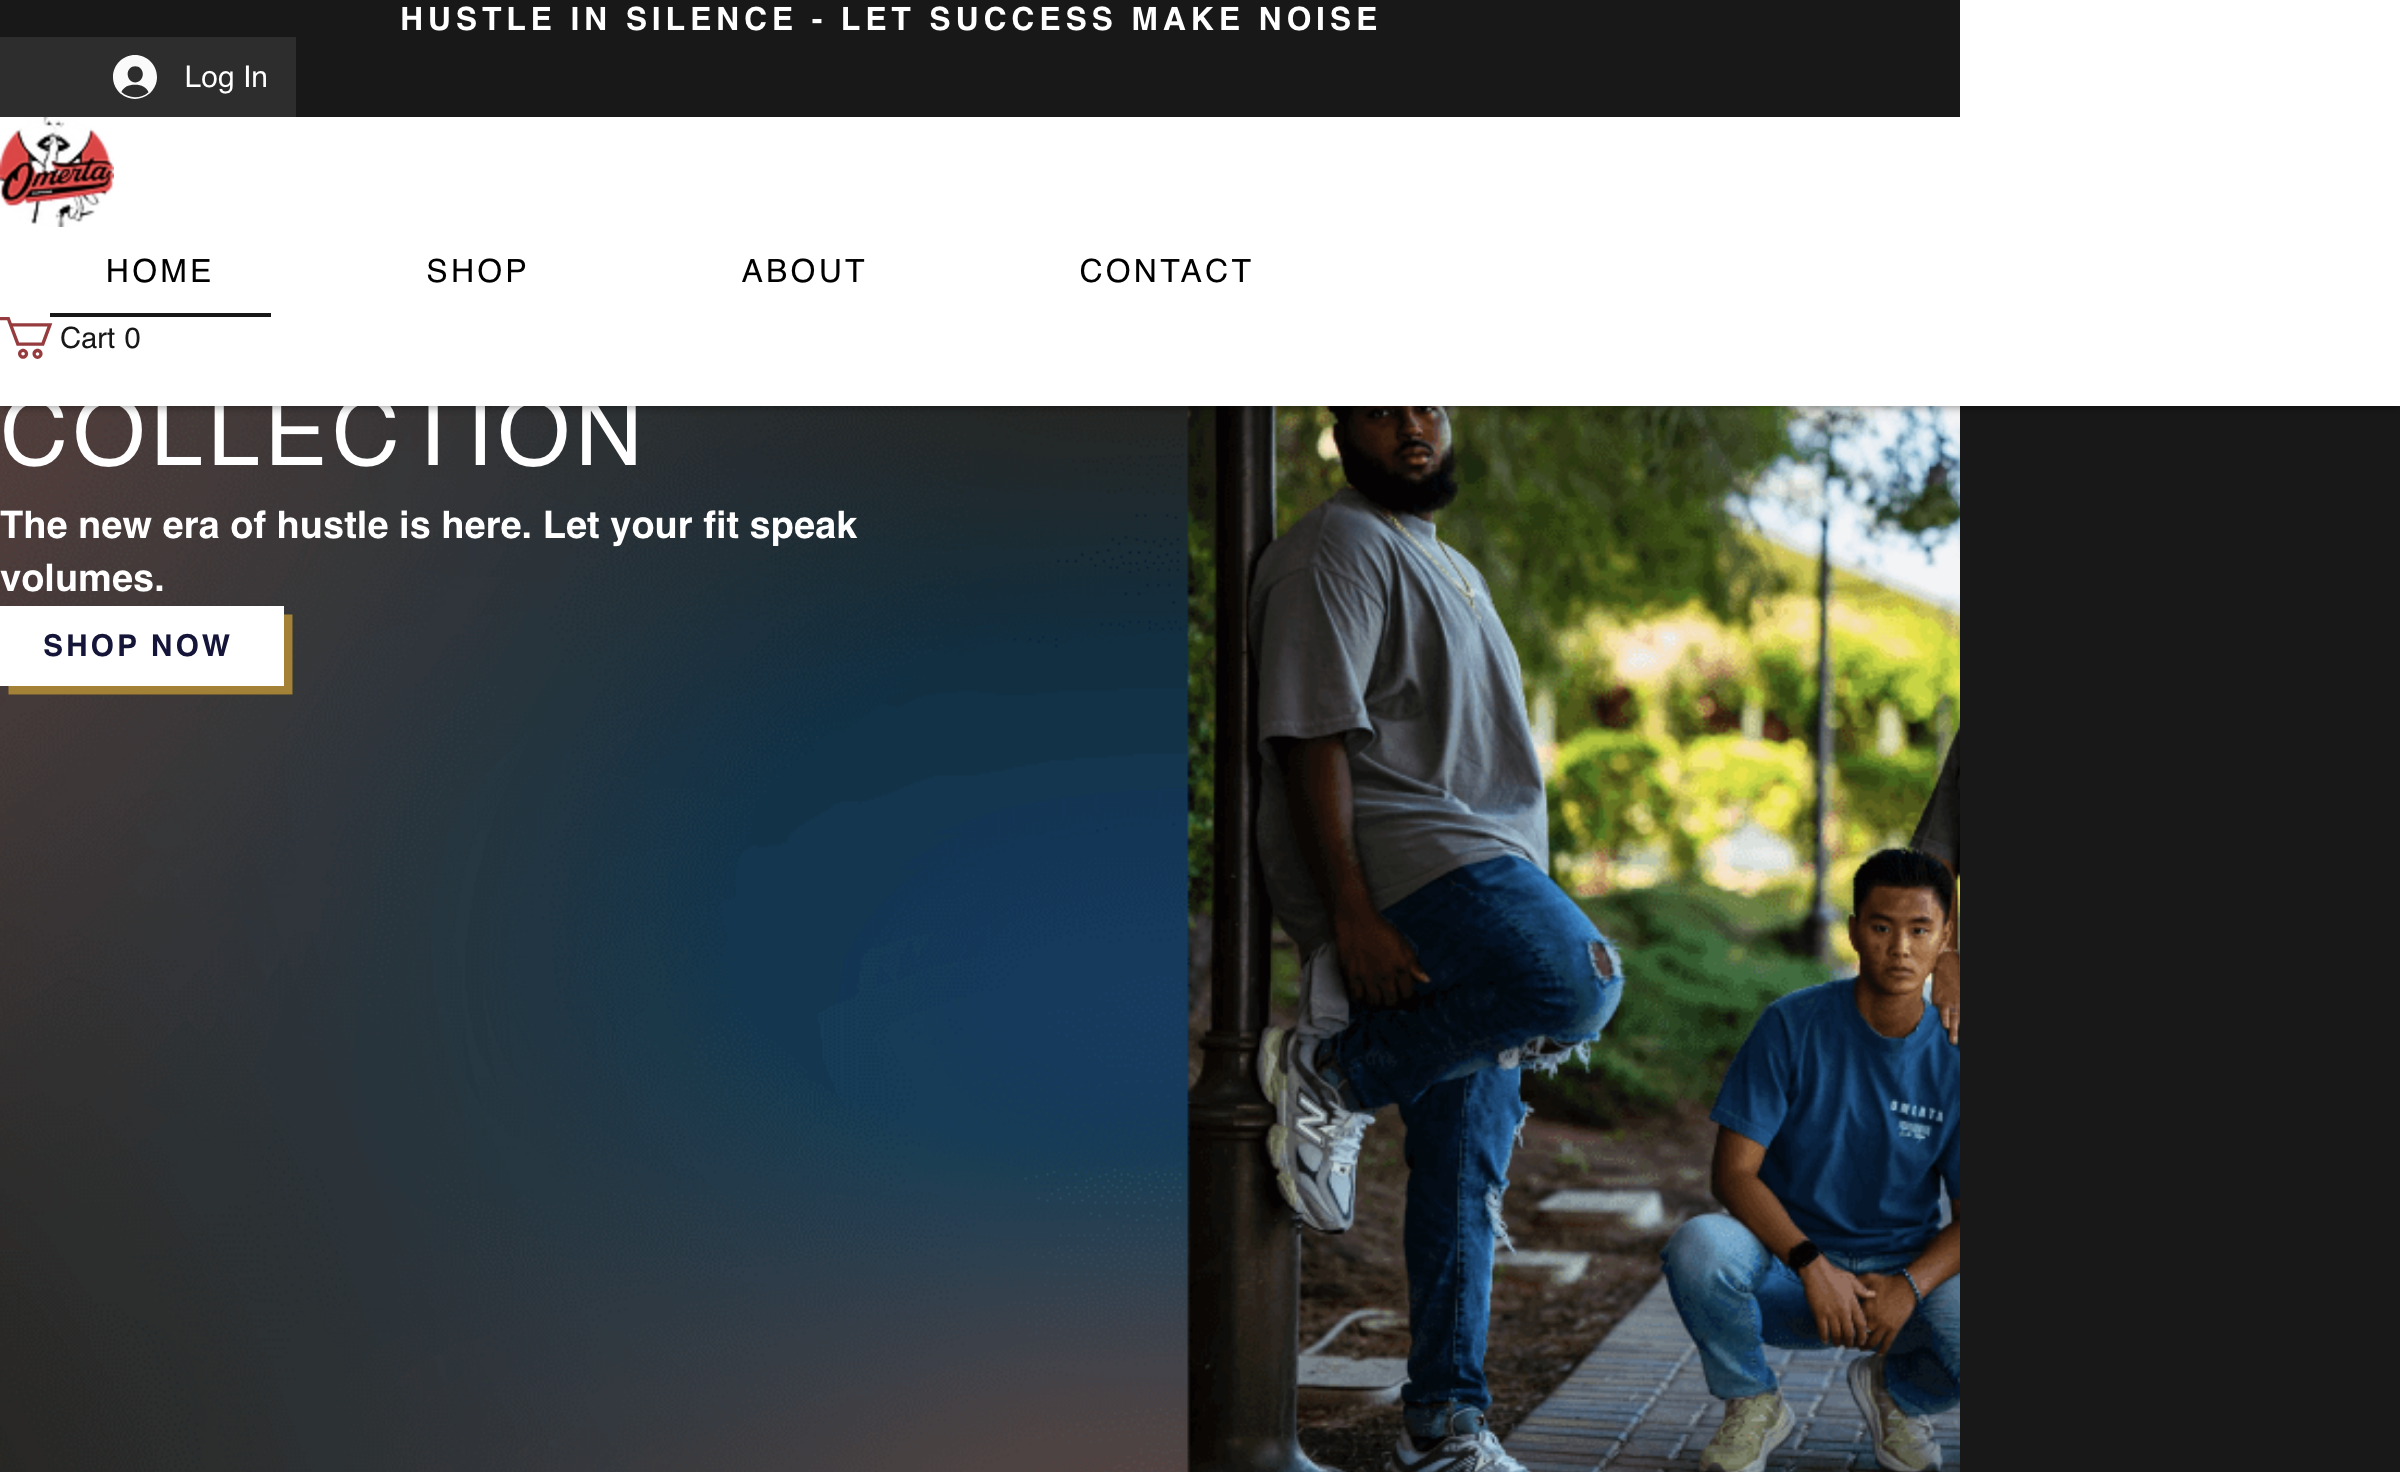 HUSTLE IN SILENCE - LET SUCCESS MAKE NOISE
Log In
Omerta
HOME
SHOP
ABOUT
CONTACT
Cart 0
COLLECTION
The new era of hustle is here. Let your fit speak
volumes.
SHOP NOW
OMERTA